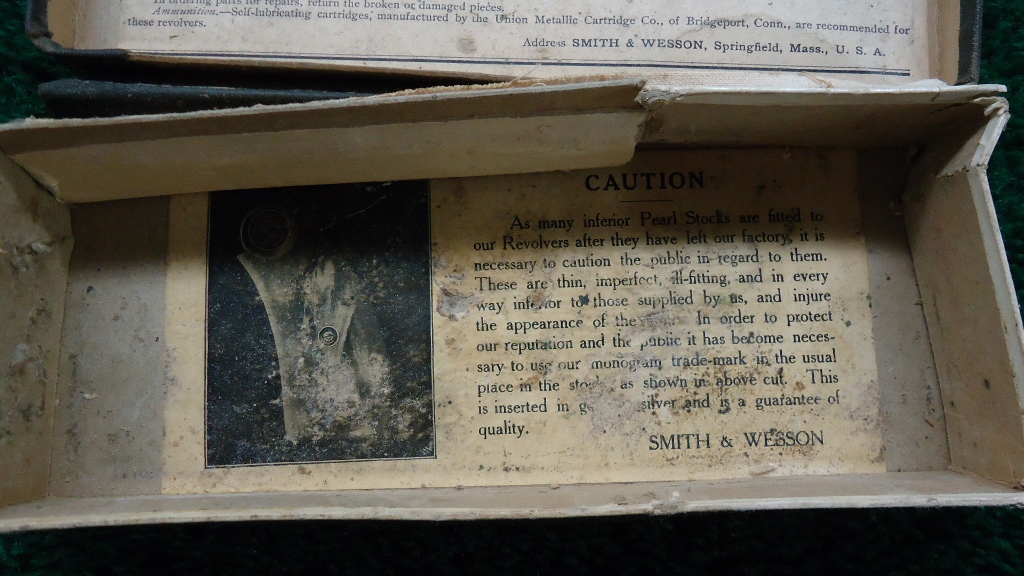 In ordering parts for repairs, return the broken or damaged pieces.
Ammunition.—Self-lubricating cartridges, manufactured by the Union Metallic Cartridge Co., of Bridgeport, Conn., are recommended for
these revolvers.
Address SMITH & WESSON, Springfield, Mass., U. S. A.
CAUTION
As many inferior Pearl Stocks are fitted to
our Revolvers after they have left our factory, it is
necessary to caution the public in regard to them.
These are thin, imperfect, ill-fitting, and in every
way inferior to those supplied by us, and injure
the appearance of the In order to protect
our reputation and the public it has become neces-
sary to use our monogram trade-mark in the usual
place in the stock as shown in above cut. This
is inserted in silver and is a guarantee of
quality.
SMITH & WESSON